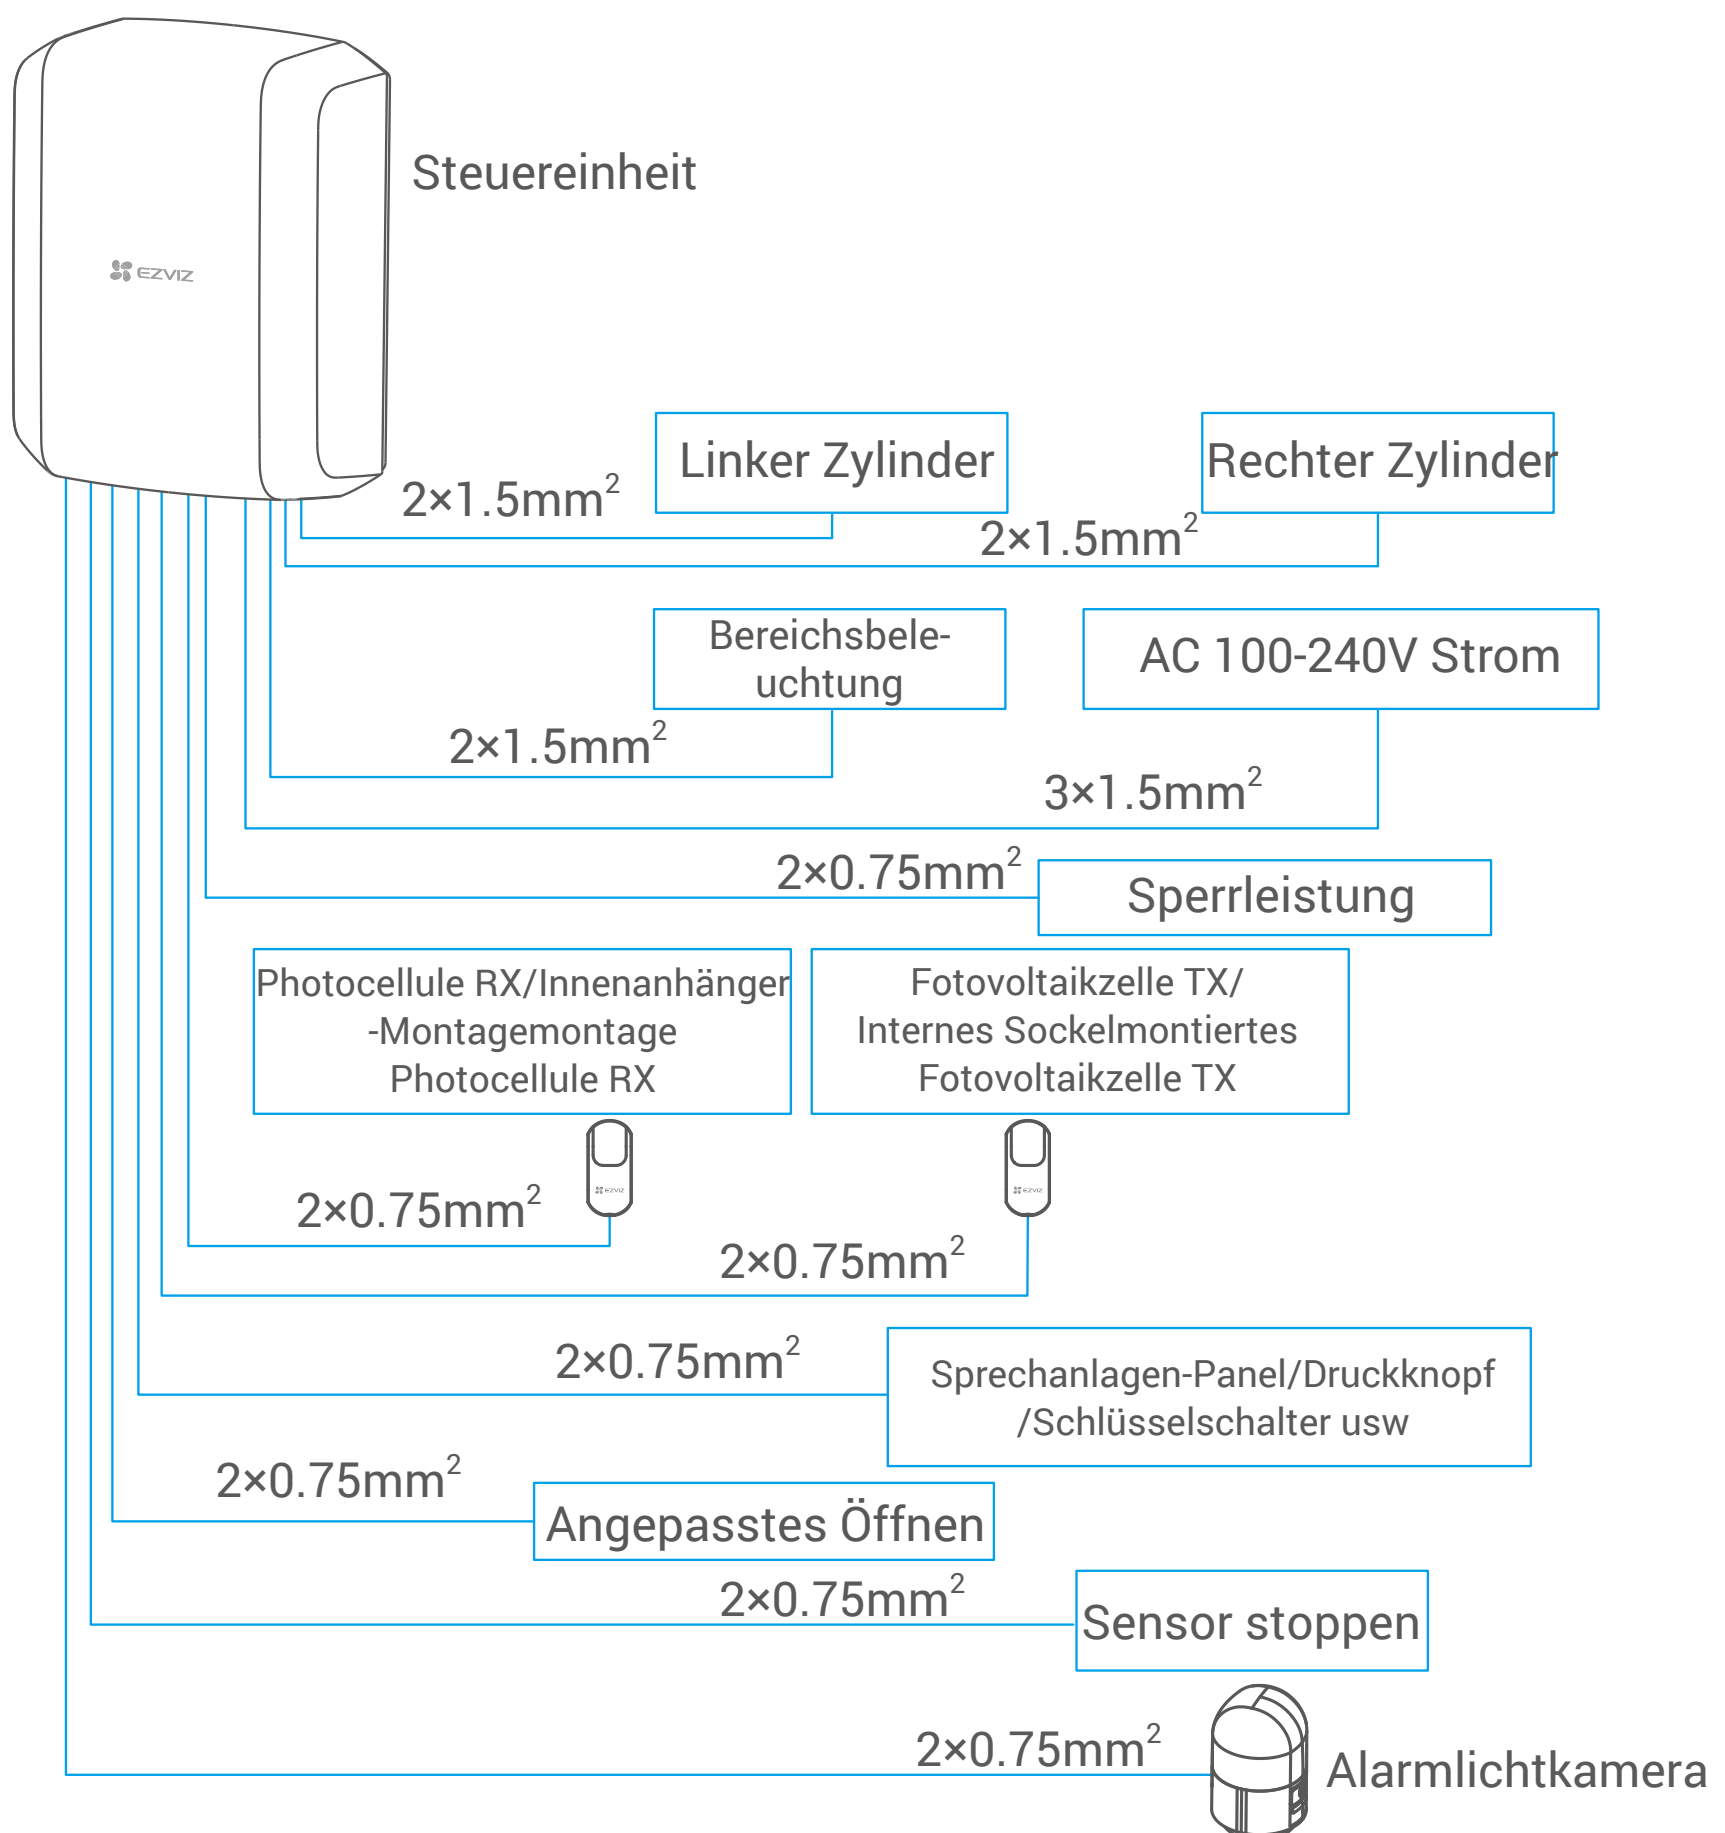 Steuereinheit
EZVIZ
Linker Zylinder
Rechter Zylinder
2×1.5mm²
2×1.5mm²
Bereichsbele-
uchtung
AC 100-240V Strom
2×1.5mm²
3×1.5mm²
2×0.75mm²
Sperrleistung
Photocellule RX/Innenanhänger
-Montagemontage
Photocellule RX
Fotovoltaikzelle TX/
Internes Sockelmontiertes
Fotovoltaikzelle TX
EZVIZ
EZVIZ
2×0.75mm²
2×0.75mm²
2×0.75mm²
Sprechanlagen-Panel/Druckknopf
/Schlüsselschalter usw
2×0.75mm²
Angepasstes Öffnen
2×0.75mm²
Sensor stoppen
2×0.75mm²
Alarmlichtkamera